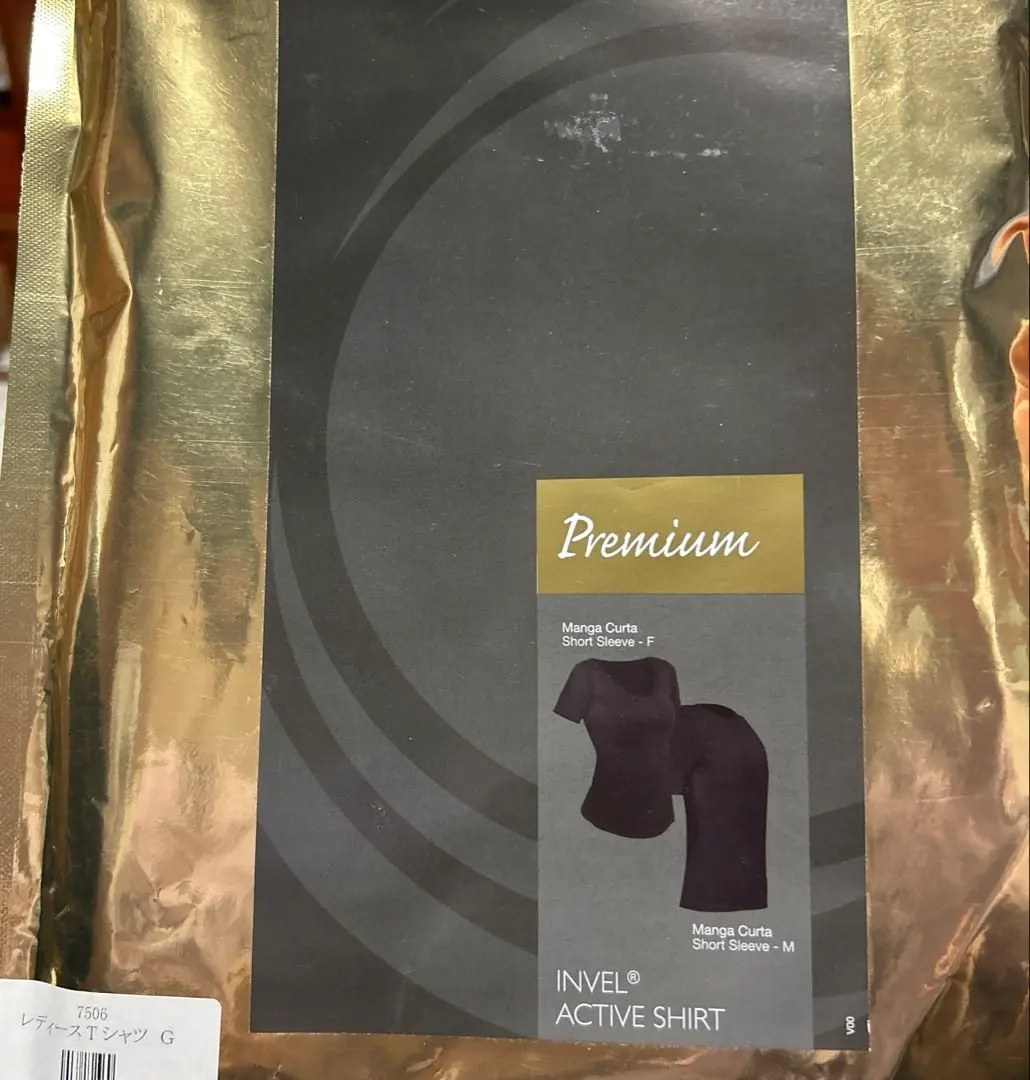 Premium
Manga Curta
Short Sleeve - F
Manga Curta
Short Sleeve - M
INVEL®
ACTIVE SHIRT
V00
7506
レディースTシャツ G